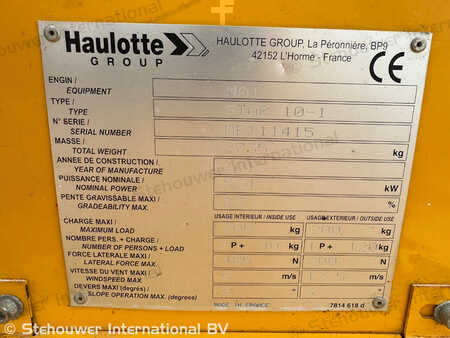 Haulotte
GROUP
HAULOTTE GROUP, La Péronnière, BP9
42152 L'Horme - France
CE
ENGIN /
EQUIPMENT
TYPE /
TYPE
10-1
N° SERIE /
SERIAL NUMBER
11415
MASSE /
TOTAL WEIGHT
kg
ANNEE DE CONSTRUCTION /
YEAR OF MANUFACTURE
PUISSANCE NOMINALE /
NOMINAL POWER
kW
PENTE GRAVISSABLE MAXI /
GRADEABILITY MAX.
%
USAGE INTERIEUR / INSIDE USE
USAGE EXTERIEUR / OUTSIDE USE
CHARGE MAXI /
MAXIMUM LOAD
kg kg
NOMBRE PERS. + CHARGE /
NUMBER OF PERSONS + LOAD
P + kg P + kg
FORCE LATERALE MAXI /
LATERAL FORCE MAX.
N N
VITESSE DU VENT MAXI /
WINDSPEED MAX.
m/s m/s
DEVERS MAXI (degrés) /
SLOPE OPERATION MAX. (degrees)
MADE IN FRANCE
7814 618 d
© Stehouwer International BV